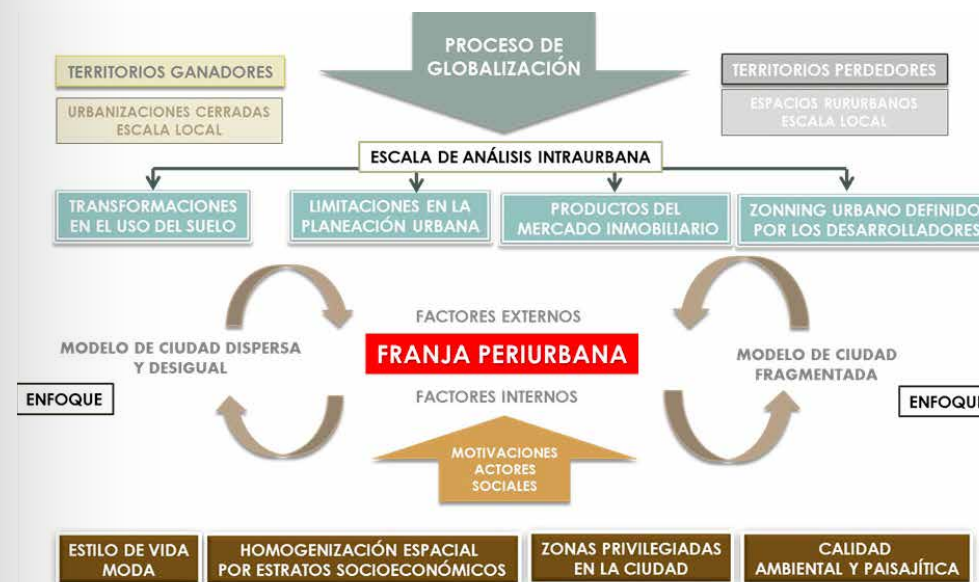 PROCESO DE
GLOBALIZACIÓN
TERRITORIOS GANADORES
TERRITORIOS PERDEDORES
URBANIZACIONES CERRADAS
ESCALA LOCAL
ESPACIOS RURURBANOS
ESCALA LOCAL
ESCALA DE ANÁLISIS INTRAURBANA
TRANSFORMACIONES
EN EL USO DEL SUELO
LIMITACIONES EN LA
PLANEACIÓN URBANA
PRODUCTOS DEL
MERCADO INMOBILIARIO
ZONNING URBANO DEFINIDO
POR LOS DESARROLLADORES
FACTORES EXTERNOS
MODELO DE CIUDAD DISPERSA
Y DESIGUAL
FRANJA PERIURBANA
MODELO DE CIUDAD
FRAGMENTADA
ENFOQUE
FACTORES INTERNOS
ENFOQUE
MOTIVACIONES
ACTORES
SOCIALES
ESTILO DE VIDA
MODA
HOMOGENIZACIÓN ESPACIAL
POR ESTRATOS SOCIOECONÓMICOS
ZONAS PRIVILEGIADAS
EN LA CIUDAD
CALIDAD
AMBIENTAL Y PAISAJÍTICA